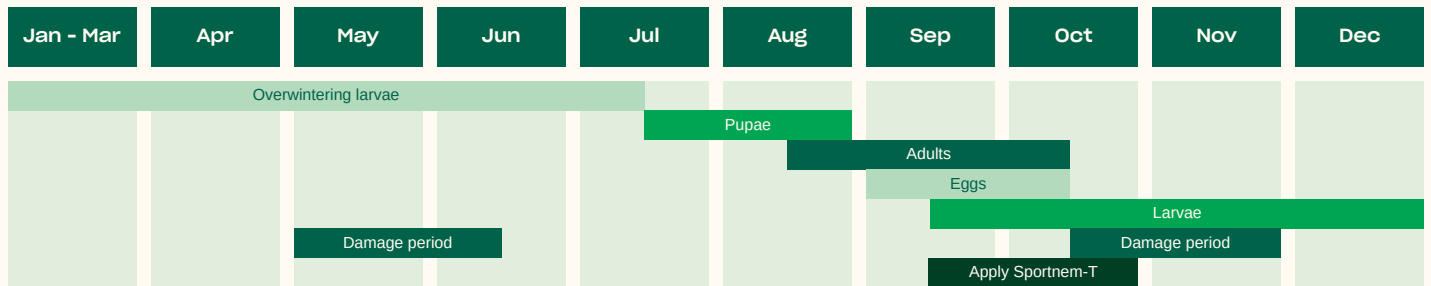 Jan - Mar
Apr
May
Jun
Jul
Aug
Sep
Oct
Nov
Dec
Overwintering larvae
Pupae
Adults
Eggs
Larvae
Damage period
Damage period
Apply Sportnem-T